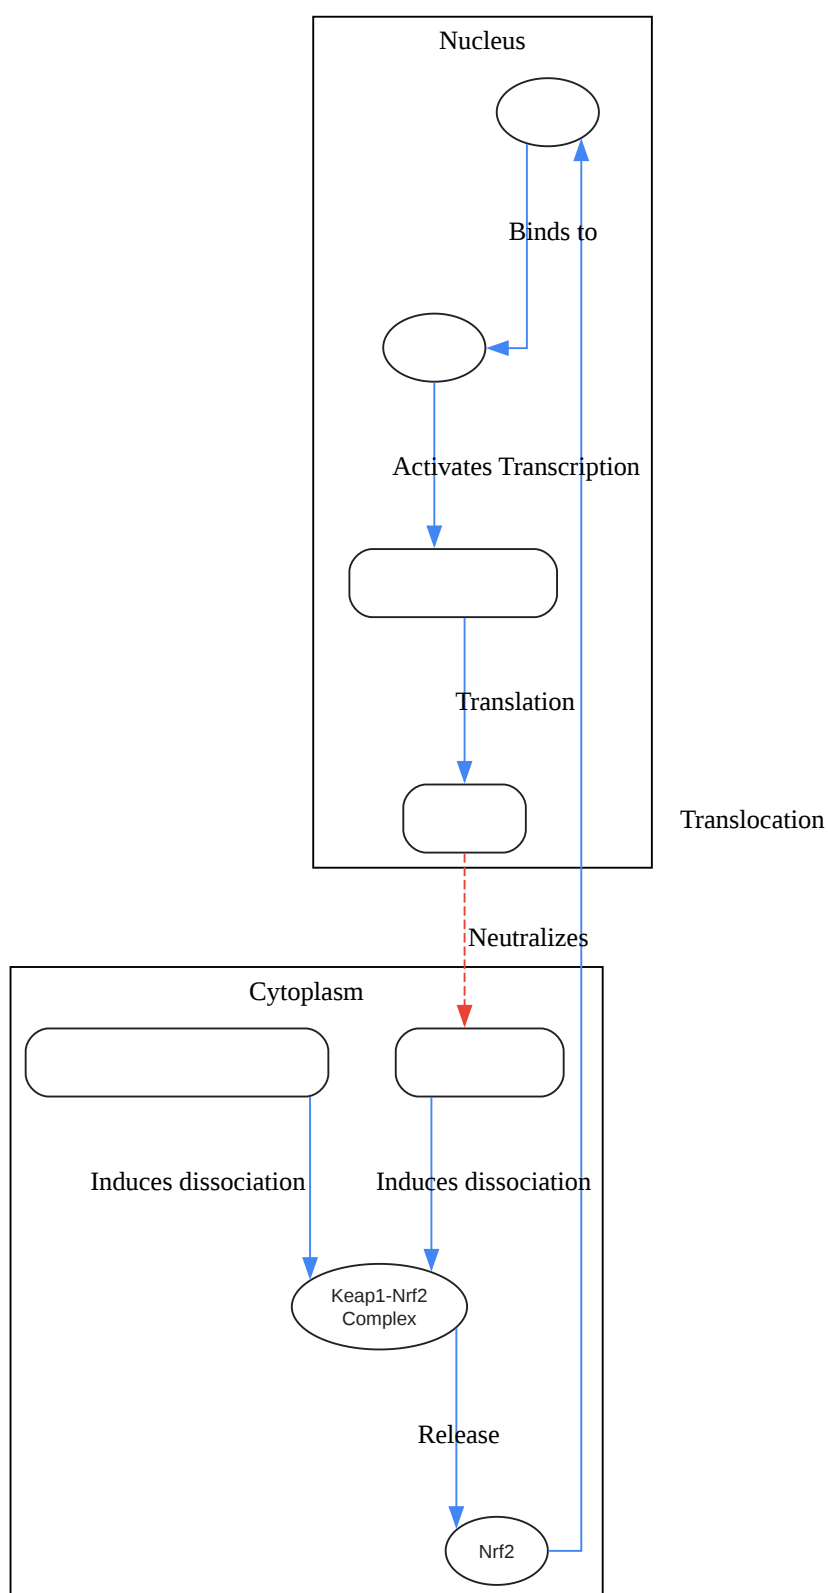 Nucleus
Binds to
Activates Transcription
Translation
Translocation
Neutralizes
Cytoplasm
Induces dissociation
Induces dissociation
Keap1-Nrf2
Complex
Release
Nrf2